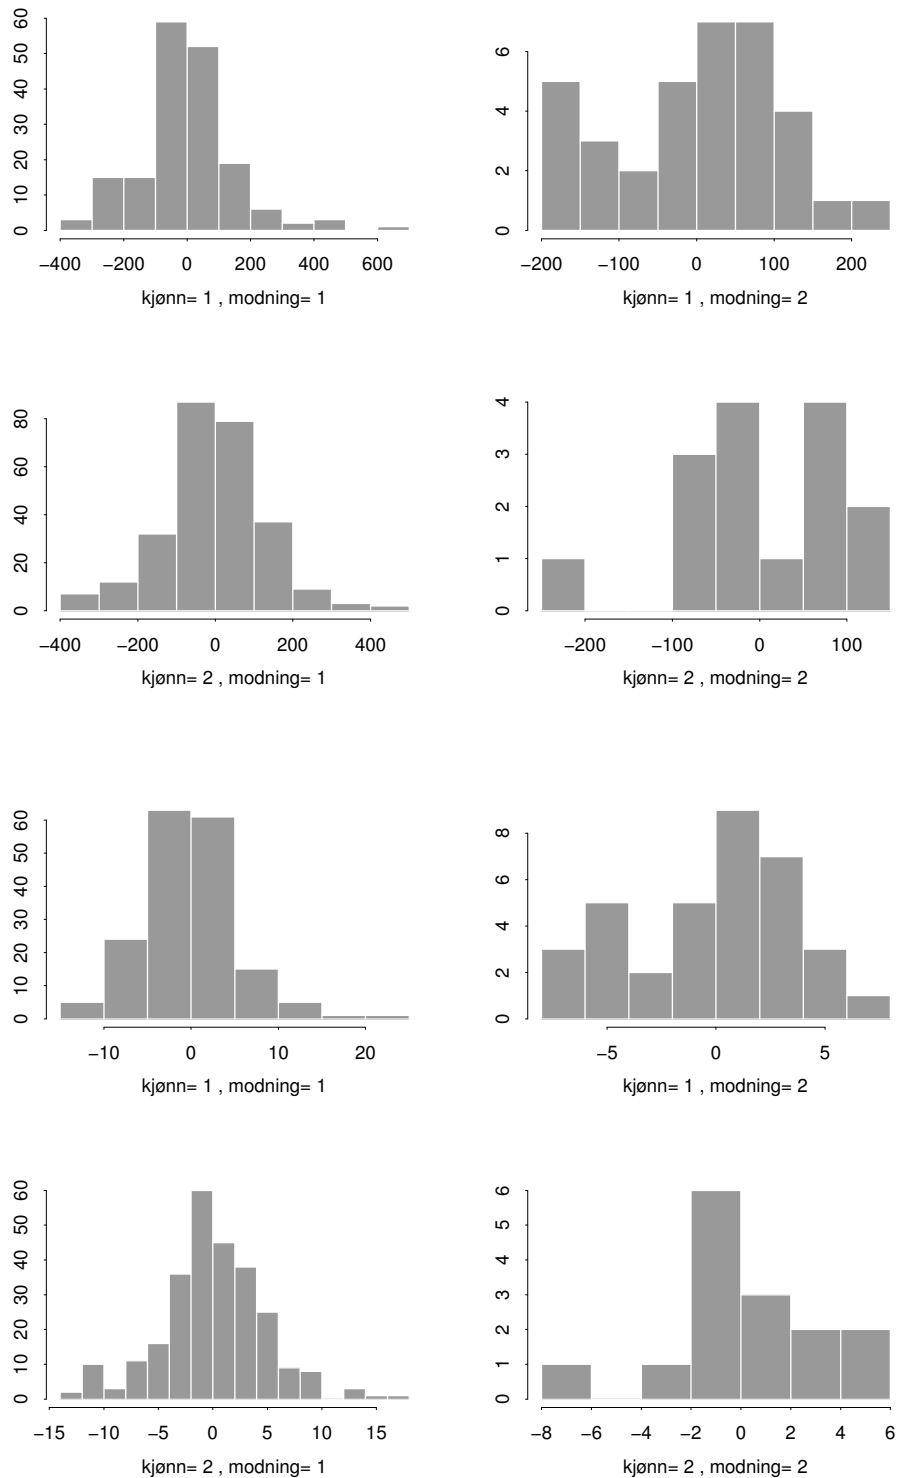 0 10 20 30 40 50 60
−400 −200 0 200 400 600
kjønn= 1 , modning= 1
0 2 4 6
−200 −100 0 100 200
kjønn= 1 , modning= 2
0 20 40 60 80
−400 −200 0 200 400
kjønn= 2 , modning= 1
0 1 2 3 4
−200 −100 0 100
kjønn= 2 , modning= 2
0 10 20 30 40 50 60
−10 0 10 20
kjønn= 1 , modning= 1
0 2 4 6 8
−5 0 5
kjønn= 1 , modning= 2
0 10 20 30 40 50 60
−15 −10 −5 0 5 10 15
kjønn= 2 , modning= 1
0 1 2 3 4 5 6
−8 −6 −4 −2 0 2 4 6
kjønn= 2 , modning= 2